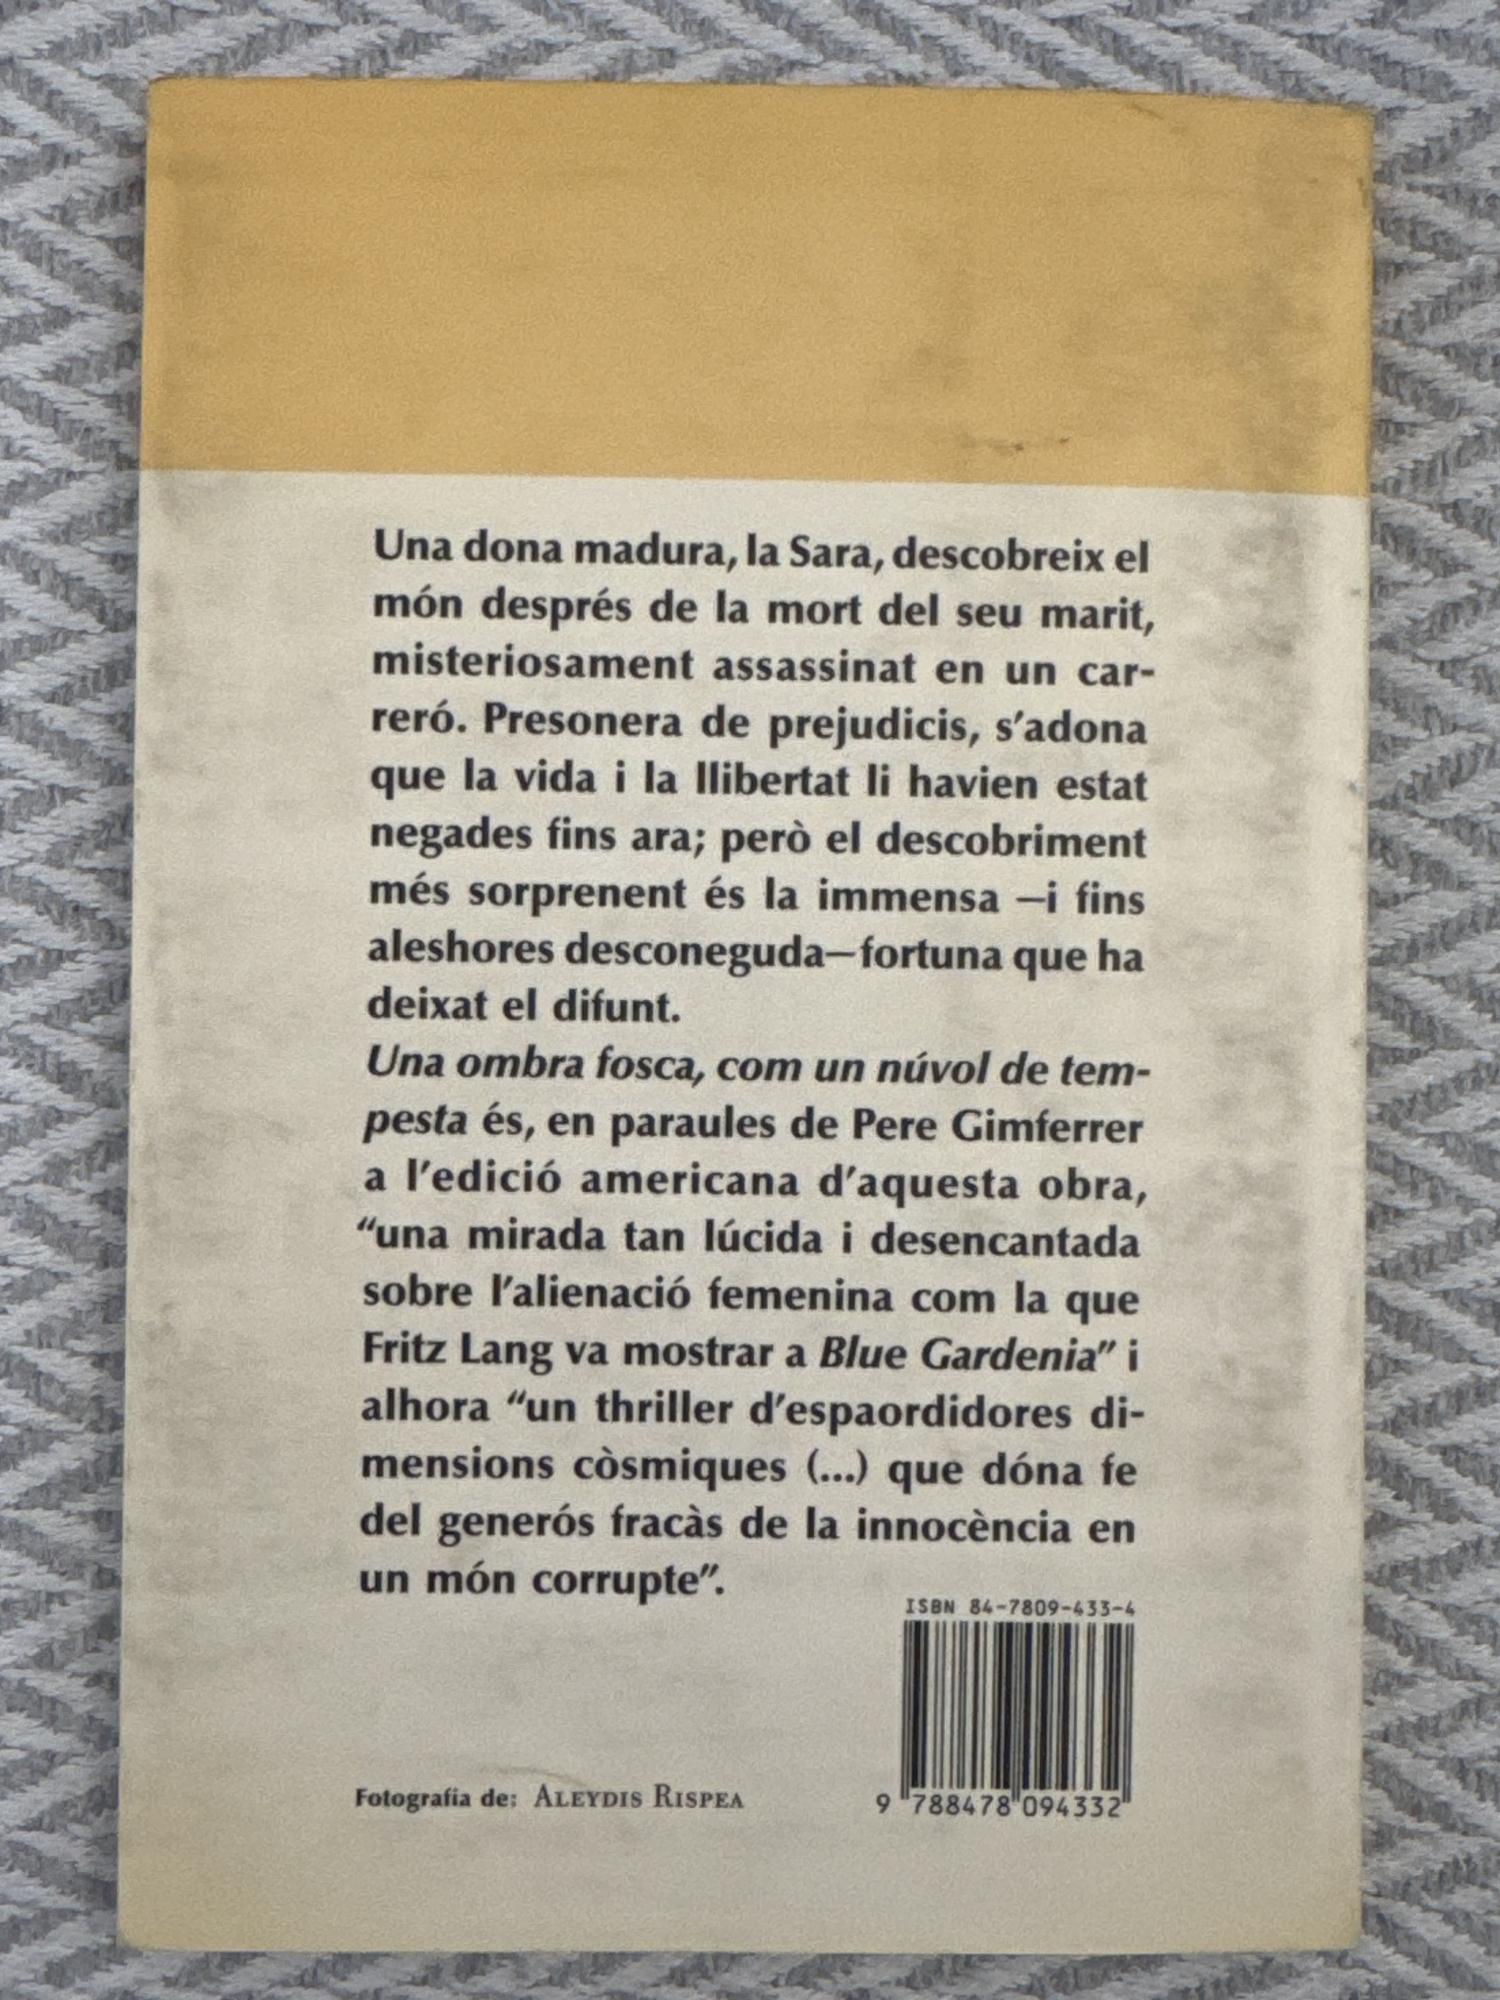 Una dona madura, la Sara, descobreix el
món després de la mort del seu marit,
misteriosament assassinat en un car-
reró. Presonera de prejudicis, s'adona
que la vida i la llibertat li havien estat
negades fins ara; però el descobriment
més sorprenent és la immensa —i fins
aleshores desconeguda—fortuna que ha
deixat el difunt.
Una ombra fosca, com un núvol de tem-
pesta és, en paraules de Pere Gimferrer
a l'edició americana d'aquesta obra,
“una mirada tan lúcida i desencantada
sobre l'alienació femenina com la que
Fritz Lang va mostrar a Blue Gardenia” i
alhora “un thriller d'espaordidores di-
mensions còsmiques (...) que dóna fe
del generós fracàs de la innocència en
un món corrupte”.
ISBN 84-7809-433-4
9 788478 094332
Fotografia de: ALEYDIS RISPEA